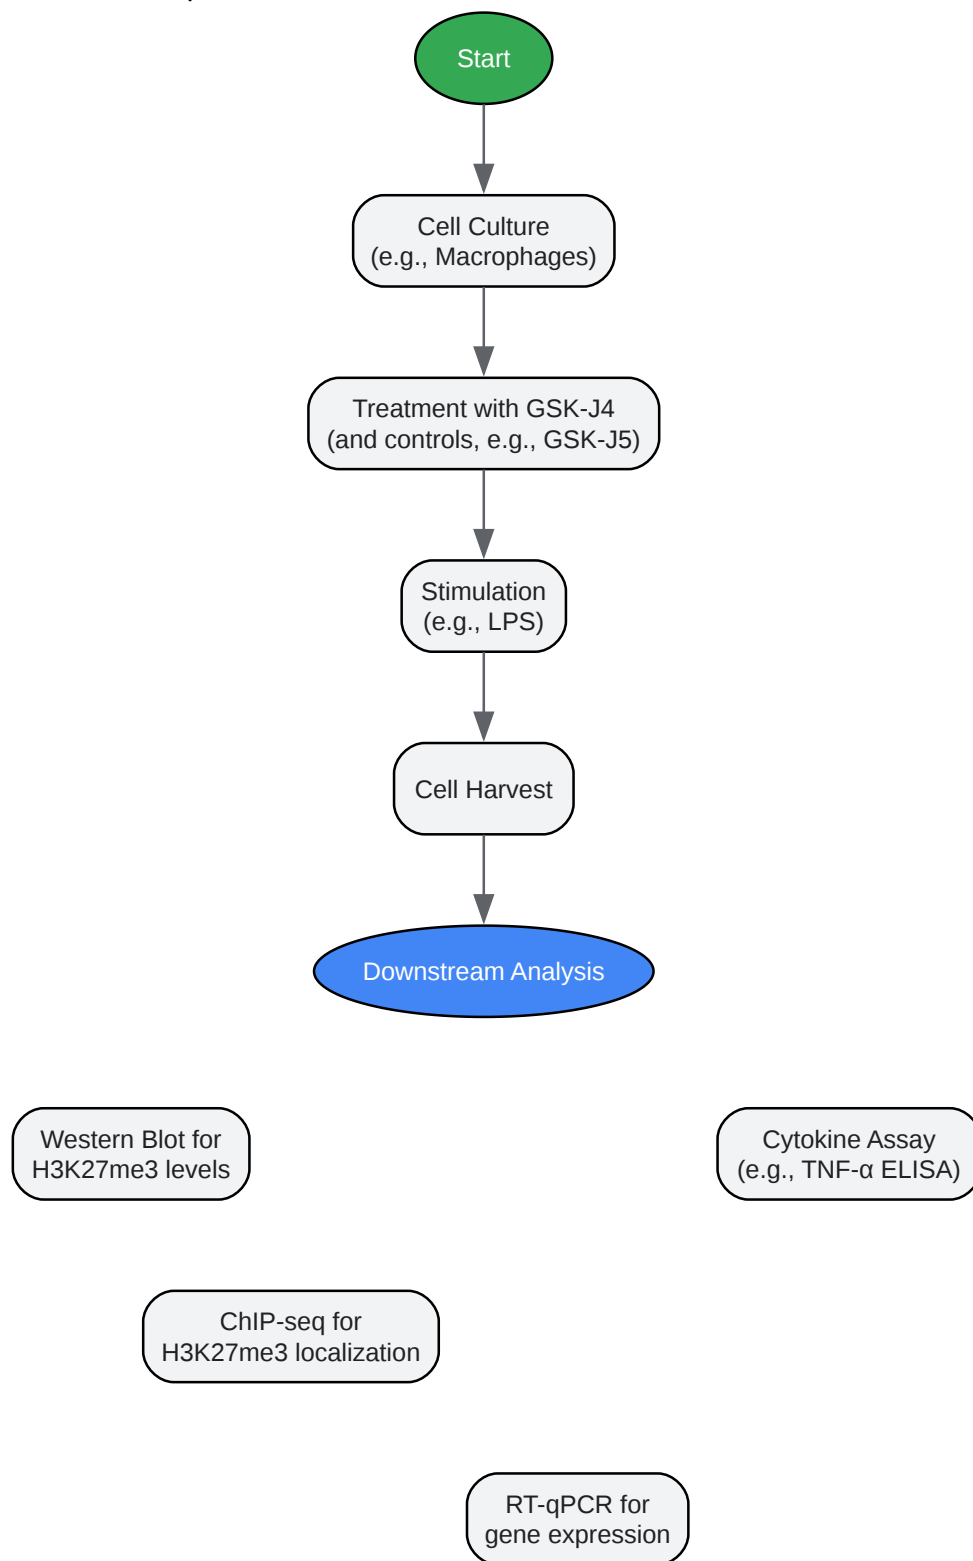 Start
Cell Culture
(e.g., Macrophages)
Treatment with GSK-J4
(and controls, e.g., GSK-J5)
Stimulation
(e.g., LPS)
Cell Harvest
Downstream Analysis
Western Blot for
H3K27me3 levels
Cytokine Assay
(e.g., TNF-α ELISA)
ChIP-seq for
H3K27me3 localization
RT-qPCR for
gene expression